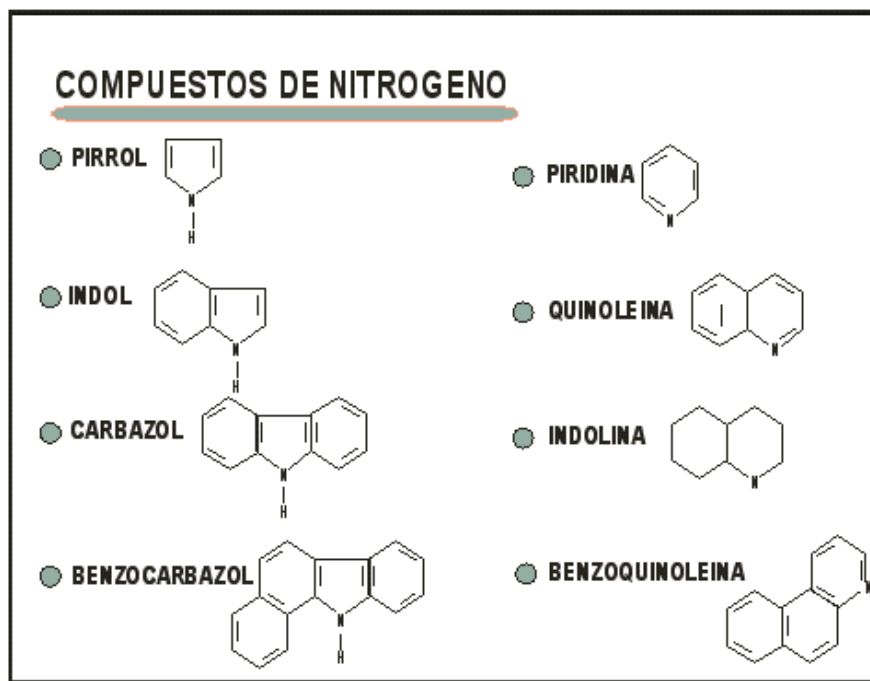 COMPUESTOS DE NITROGENO
PIRROL
N
H
INDOL
N
H
CARBAZOL
N
H
BENZOCARBAZOL
N
H
PIRIDINA
N
QUINOLEINA
N
INDOLINA
N
BENZOQUINOLEINA
N